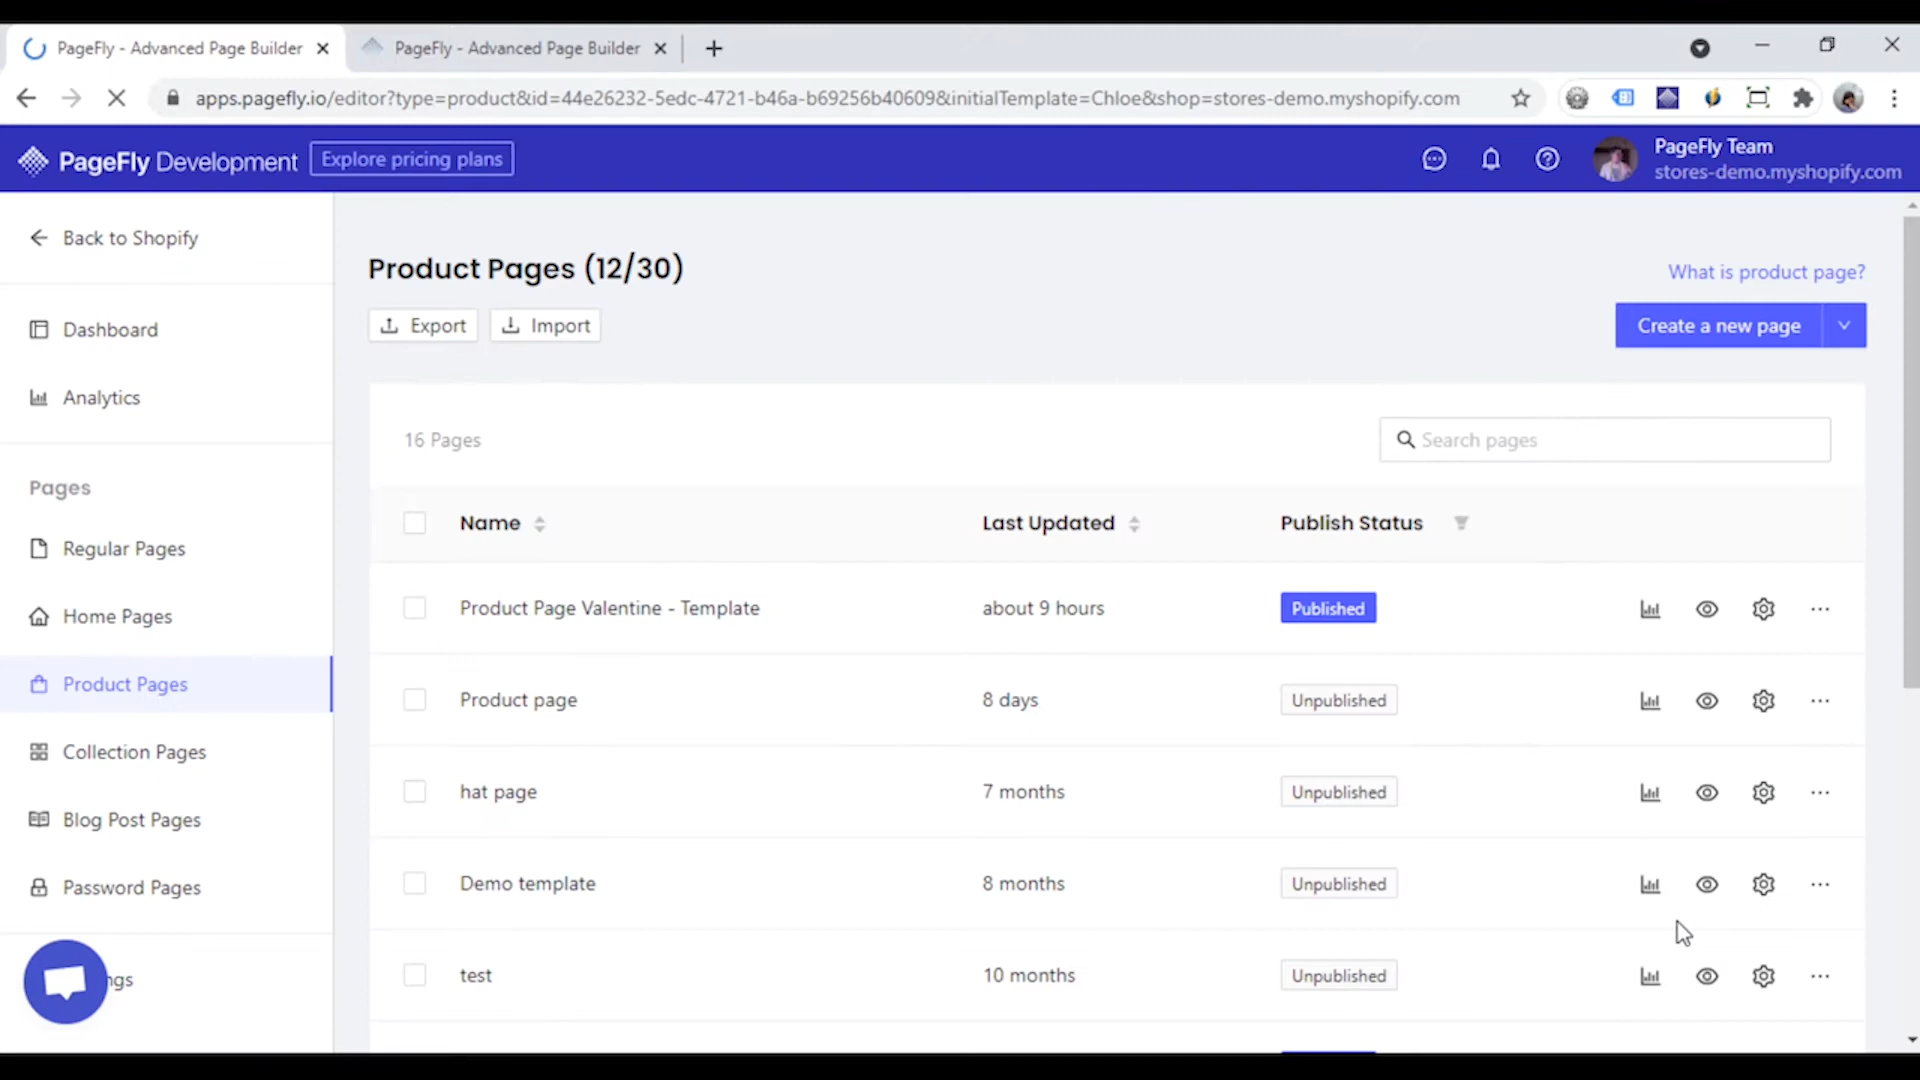 PageFly - Advanced Page Builder
PageFly - Advanced Page Builder
apps.pagefly.io/editor?type=product&id=44e26232-5edc-4721-b46a-b69256b40609&initialTemplate=Chloe&shop=stores-demo.myshopify.com
PageFly Development
Explore pricing plans
PageFly Team
stores-demo.myshopify.com
Back to Shopify
Dashboard
Analytics
Pages
Regular Pages
Home Pages
Product Pages
Collection Pages
Blog Post Pages
Password Pages
ngs
Product Pages (12/30)
What is product page?
Export
Import
Create a new page
16 Pages
Search pages
Name
Last Updated
Publish Status
Product Page Valentine - Template
about 9 hours
Published
Product page
8 days
Unpublished
hat page
7 months
Unpublished
Demo template
8 months
Unpublished
test
10 months
Unpublished